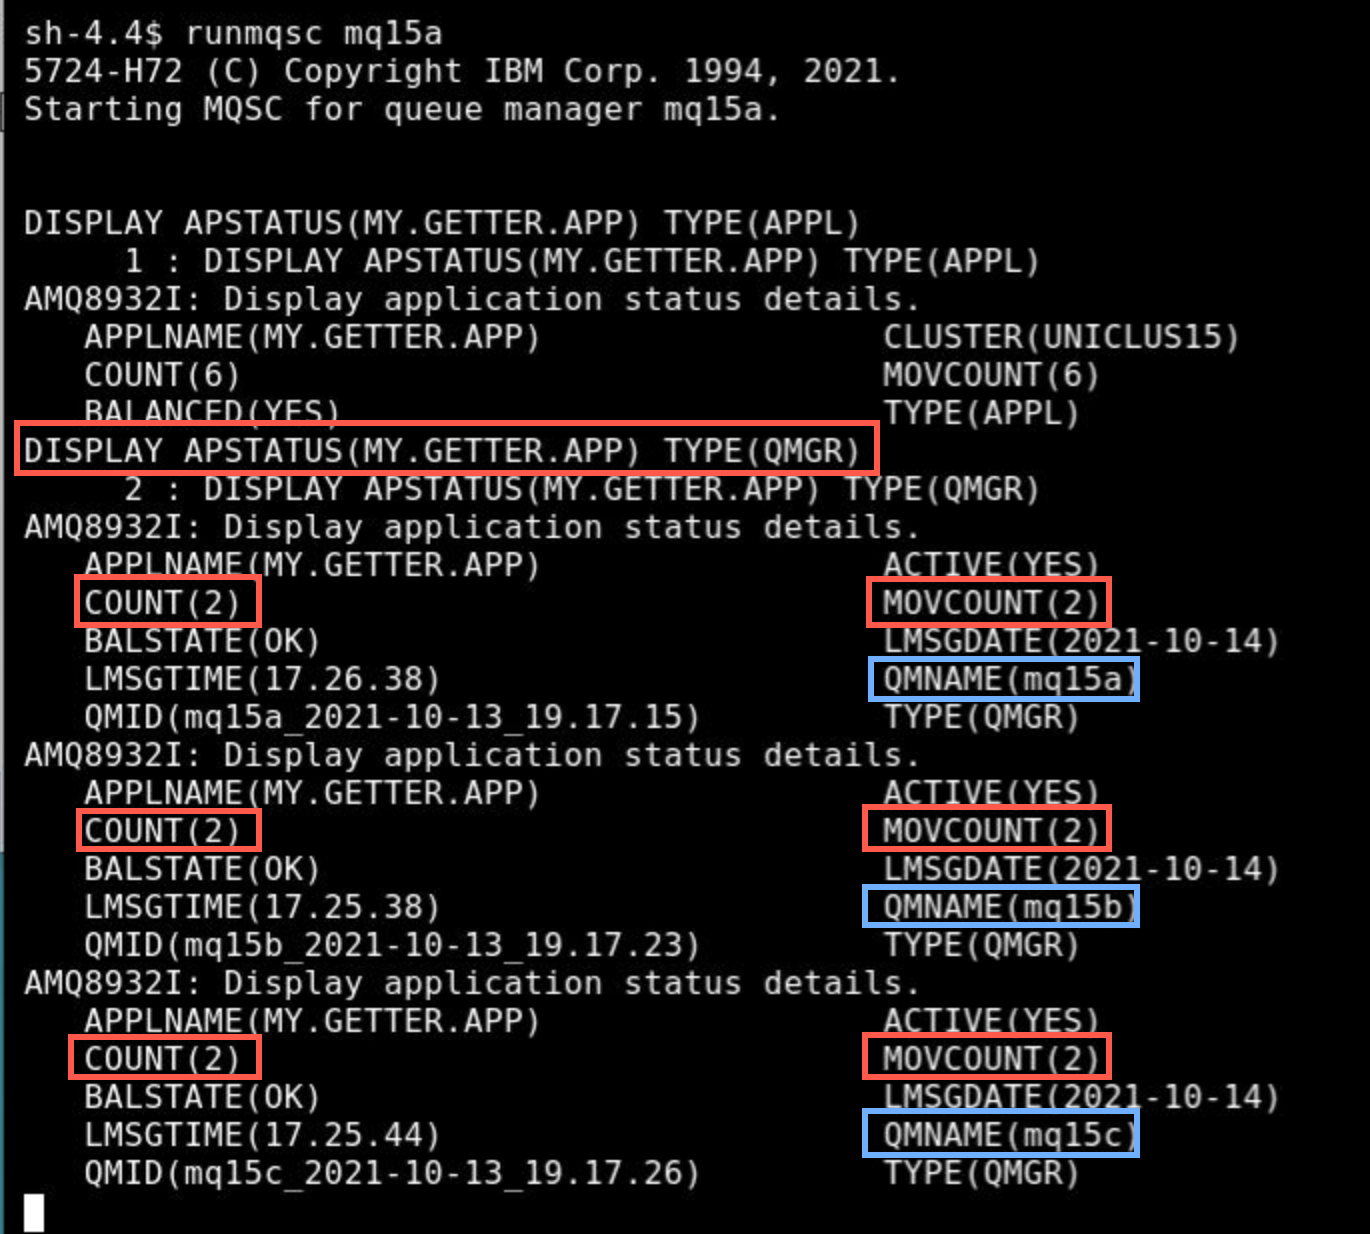 sh-4.4$ runmqsc mq15a
5724-H72 (C) Copyright IBM Corp. 1994, 2021.
Starting MQSC for queue manager mq15a.
DISPLAY APSTATUS(MY.GETTER.APP) TYPE(APPL)
1 : DISPLAY APSTATUS(MY.GETTER.APP) TYPE(APPL)
AMQ8932I: Display application status details.
APPLNAME(MY.GETTER.APP) CLUSTER(UNICLUS15)
COUNT(6) MOVCOUNT(6)
BALANCED(YES) TYPE(APPL)
DISPLAY APSTATUS(MY.GETTER.APP) TYPE(QMGR)
2 : DISPLAY APSTATUS(MY.GETTER.APP) TYPE(QMGR)
AMQ8932I: Display application status details.
APPLNAME(MY.GETTER.APP) ACTIVE(YES)
COUNT(2) MOVCOUNT(2)
BALSTATE(OK) LMSGDATE(2021-10-14)
LMSGTIME(17.26.38) QMNAME(mq15a)
QMID(mq15a_2021-10-13_19.17.15) TYPE(QMGR)
AMQ8932I: Display application status details.
APPLNAME(MY.GETTER.APP) ACTIVE(YES)
COUNT(2) MOVCOUNT(2)
BALSTATE(OK) LMSGDATE(2021-10-14)
LMSGTIME(17.25.38) QMNAME(mq15b)
QMID(mq15b_2021-10-13_19.17.23) TYPE(QMGR)
AMQ8932I: Display application status details.
APPLNAME(MY.GETTER.APP) ACTIVE(YES)
COUNT(2) MOVCOUNT(2)
BALSTATE(OK) LMSGDATE(2021-10-14)
LMSGTIME(17.25.44) QMNAME(mq15c)
QMID(mq15c_2021-10-13_19.17.26) TYPE(QMGR)